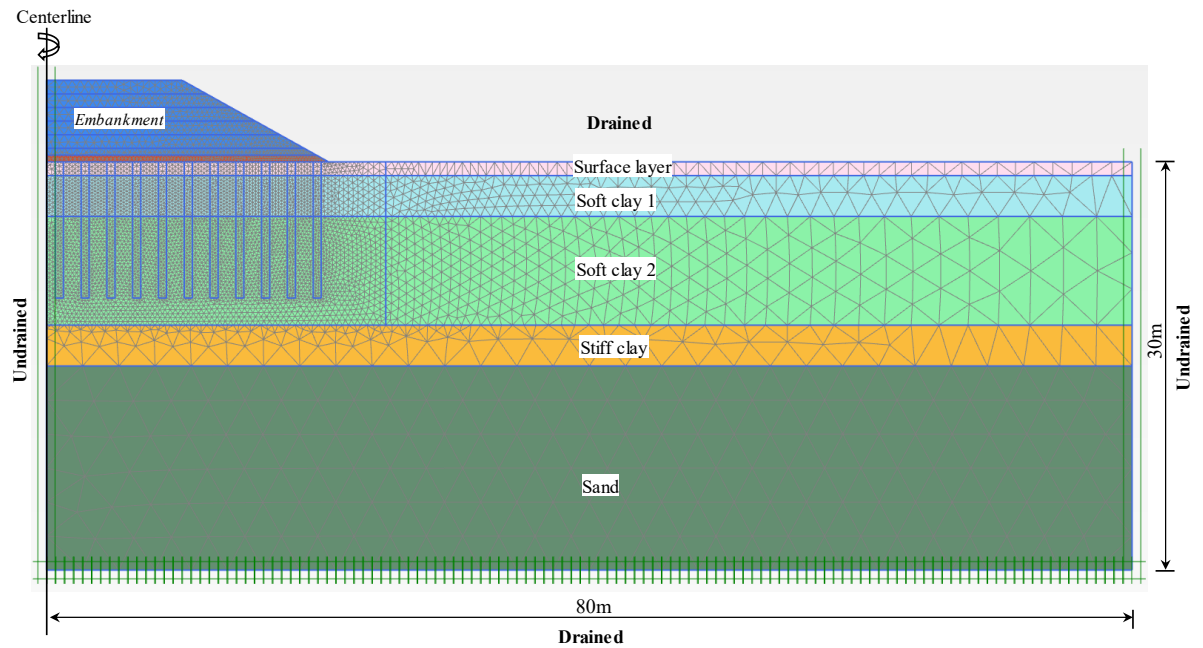 Centerline
Embankment
Drained
Surface layer
Soft clay 1
Soft clay 2
Undrained
Stiff clay
30m
Undrained
Sand
80m
Drained